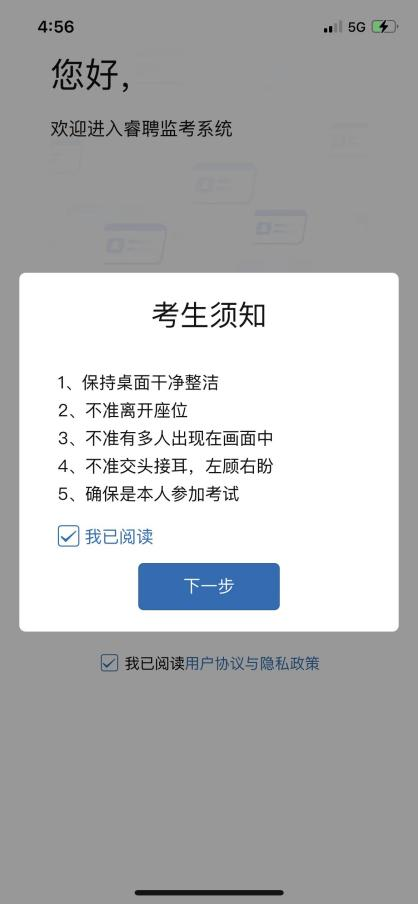 4:56
5G
您好，
欢迎进入睿聘监考系统
考生须知
1、保持桌面干净整洁
2、不准离开座位
3、不准有多人出现在画面中
4、不准交头接耳，左顾右盼
5、确保是本人参加考试
我已阅读
下一步
我已阅读用户协议与隐私政策